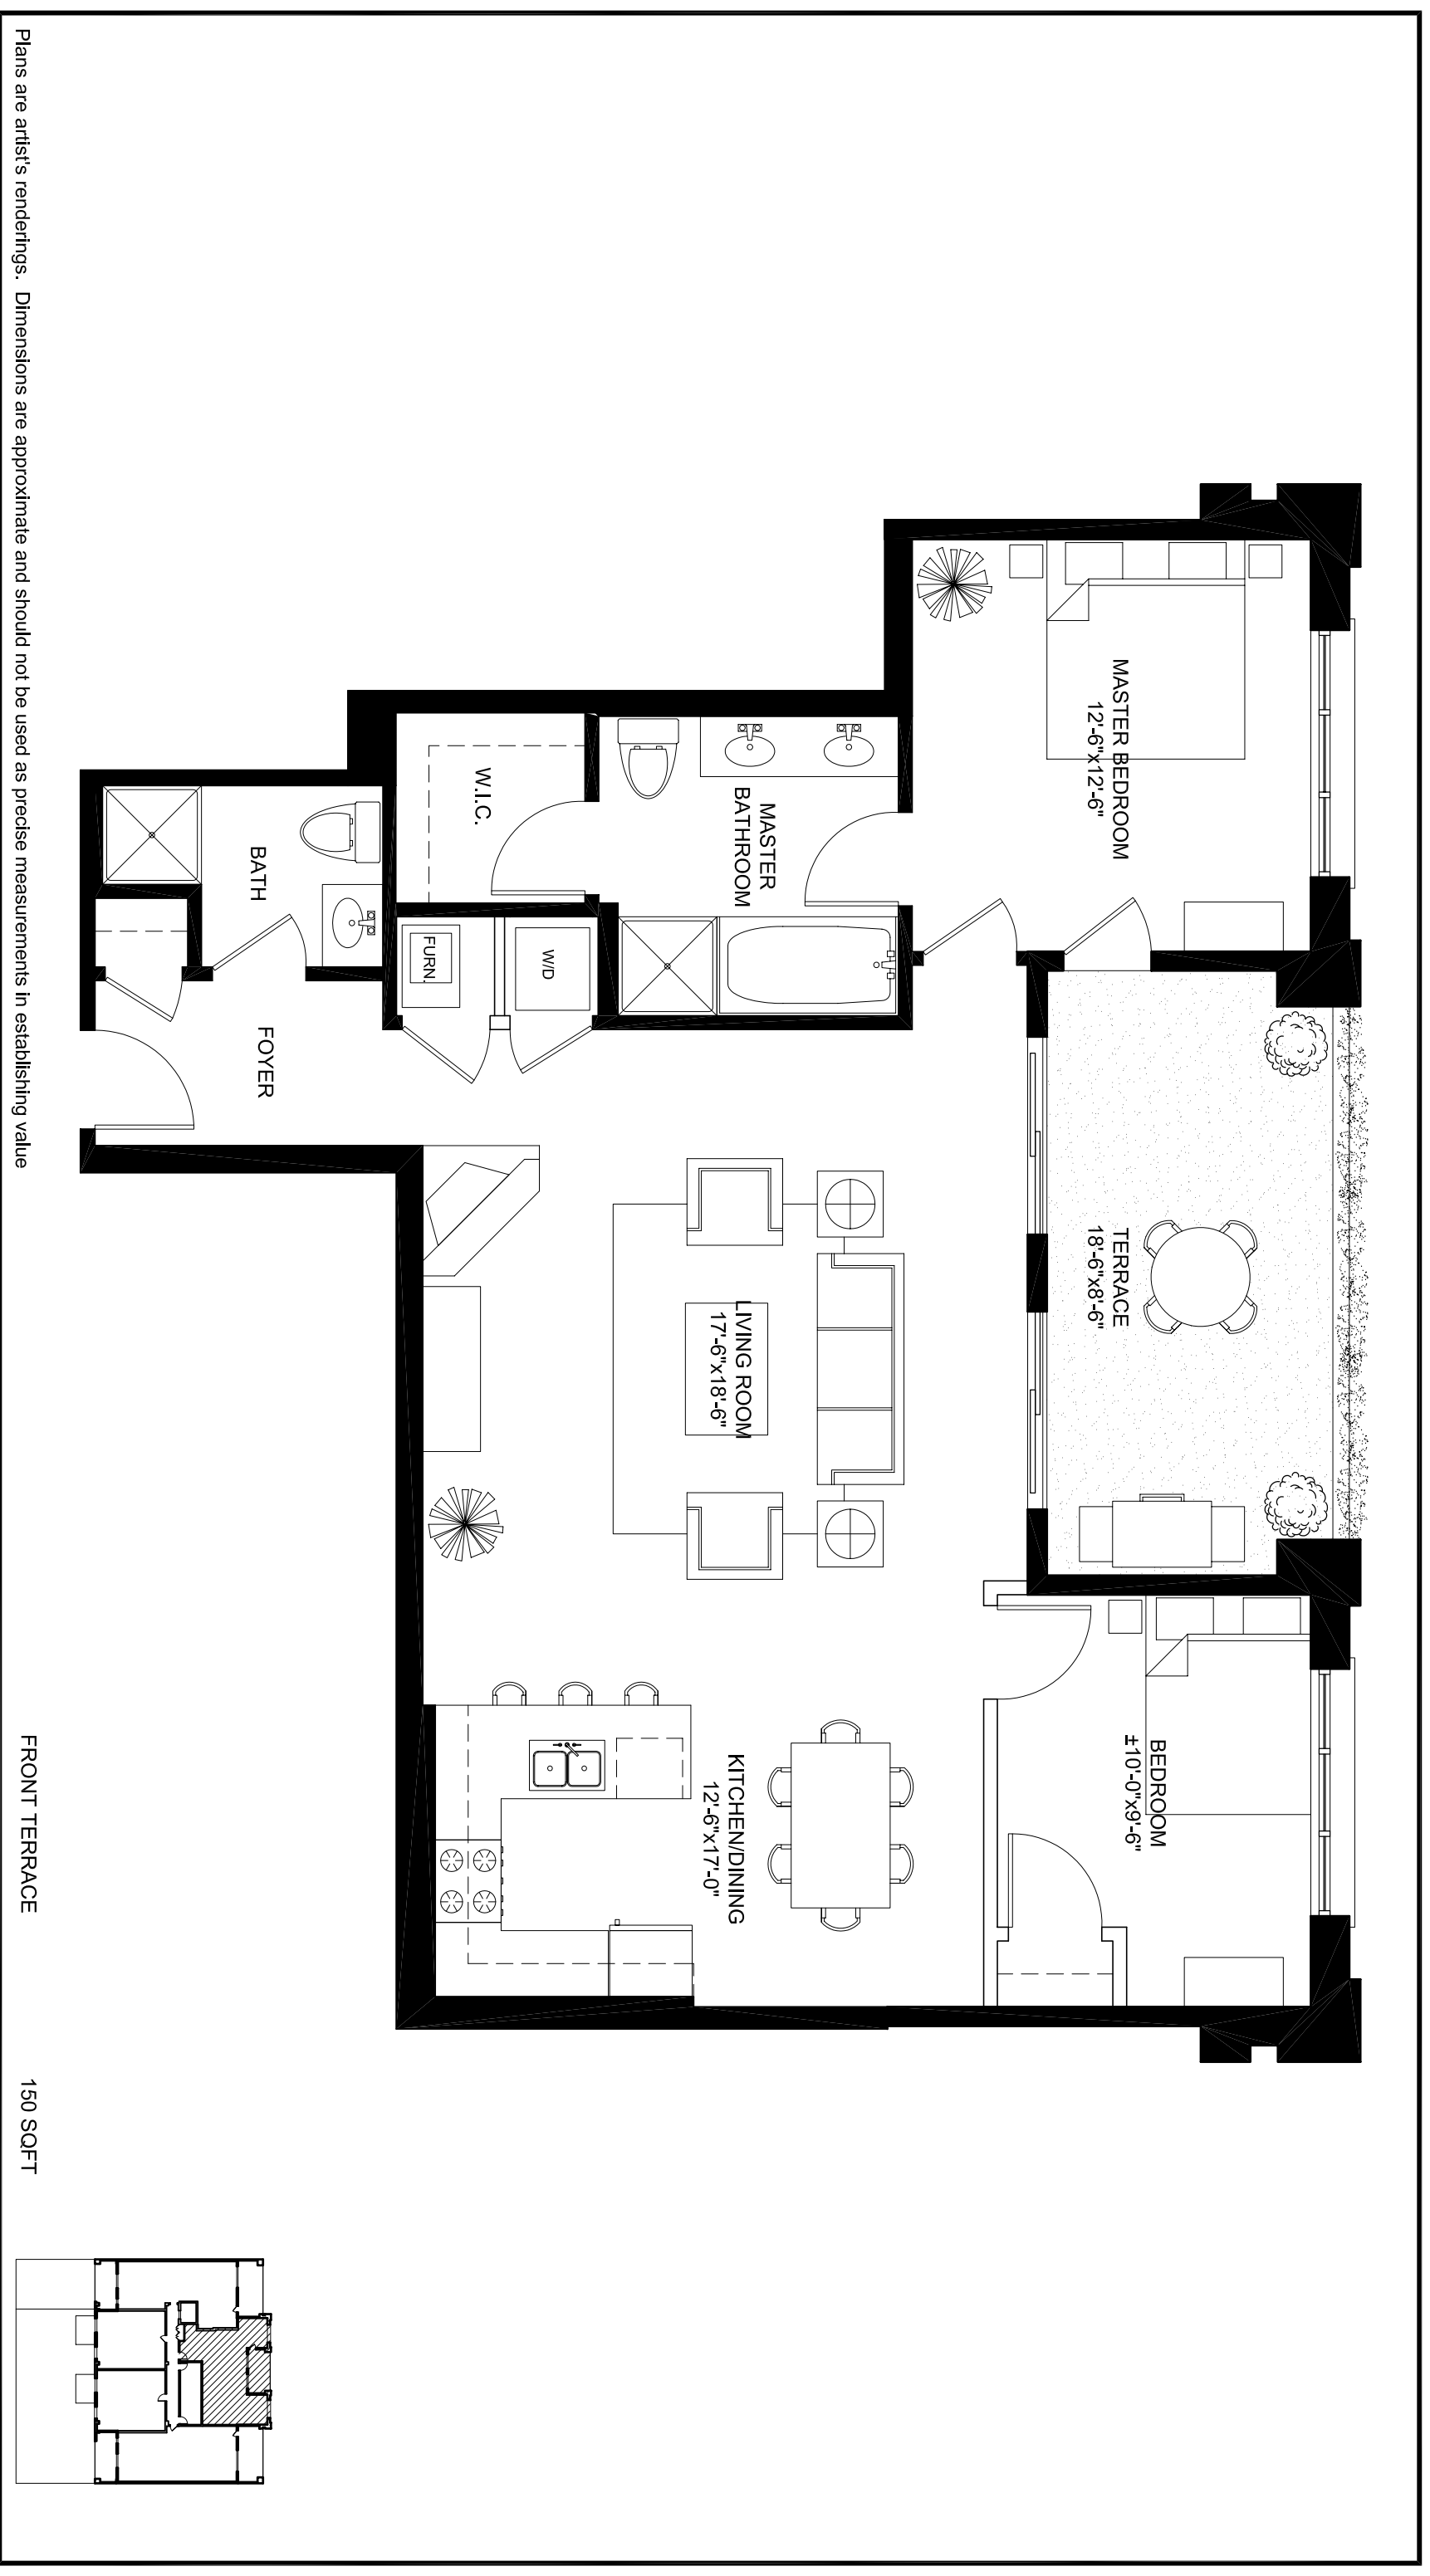 MASTER BEDROOM
12'-6"x12'-6"
TERRACE
18'-6"x8'-6"
BEDROOM
±10'-0"x9'-6"
MASTER
BATHROOM
LIVING ROOM
17'-6"x18'-6"
KITCHEN/DINING
12'-6"x17'-0"
W.I.C.
W/D
FURN.
BATH
FOYER
Plans are artist's renderings. Dimensions are approximate and should not be used as precise measurements in establishing value
FRONT TERRACE
150 SQFT